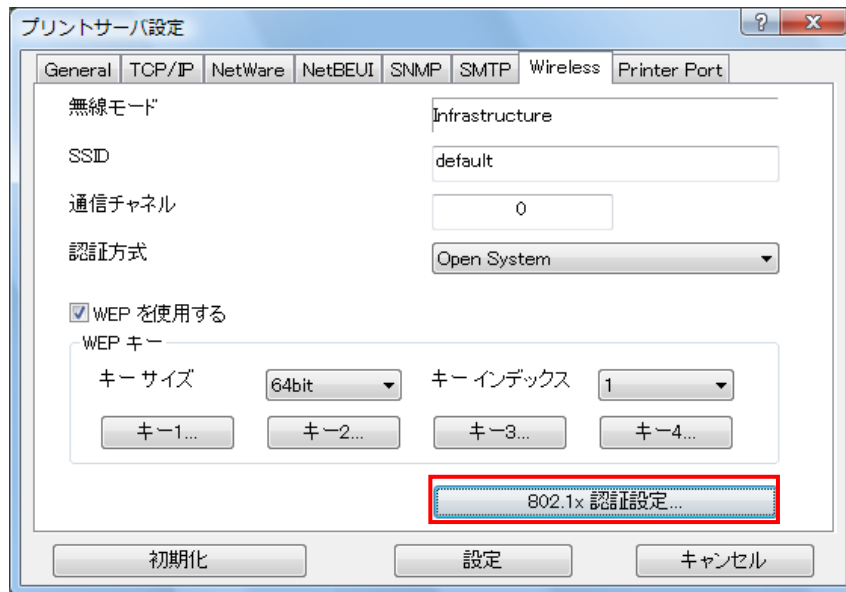 プリントサーバ設定
General TCP/IP NetWare NetBEUI SNMP SMTP Wireless Printer Port
無線モード Infrastructure
SSID default
通信チャネル 0
認証方式 Open System
WEP を使用する
WEP キー
キー サイズ 64bit キー インデックス 1
キー1... キー2... キー3... キー4...
802.1x 認証設定...
初期化 設定 キャンセル